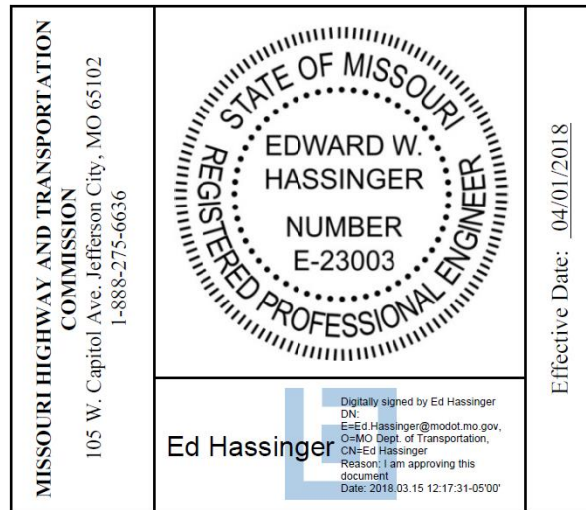 MISSOURI HIGHWAY AND TRANSPORTATION
COMMISSION
105 W. Capitol Ave. Jefferson City, MO 65102
1-888-275-6636
STATE OF MISSOURI
EDWARD W.
HASSINGER
NUMBER
E-23003
REGISTERED PROFESSIONAL ENGINEER
Ed Hassinger
Digitally signed by Ed Hassinger
DN:
E=Ed.Hassinger@modot.mo.gov,
O=MO Dept. of Transportation,
CN=Ed Hassinger
Reason: I am approving this
document
Date: 2018.03.15 12:17:31-05'00'
Effective Date: 04/01/2018